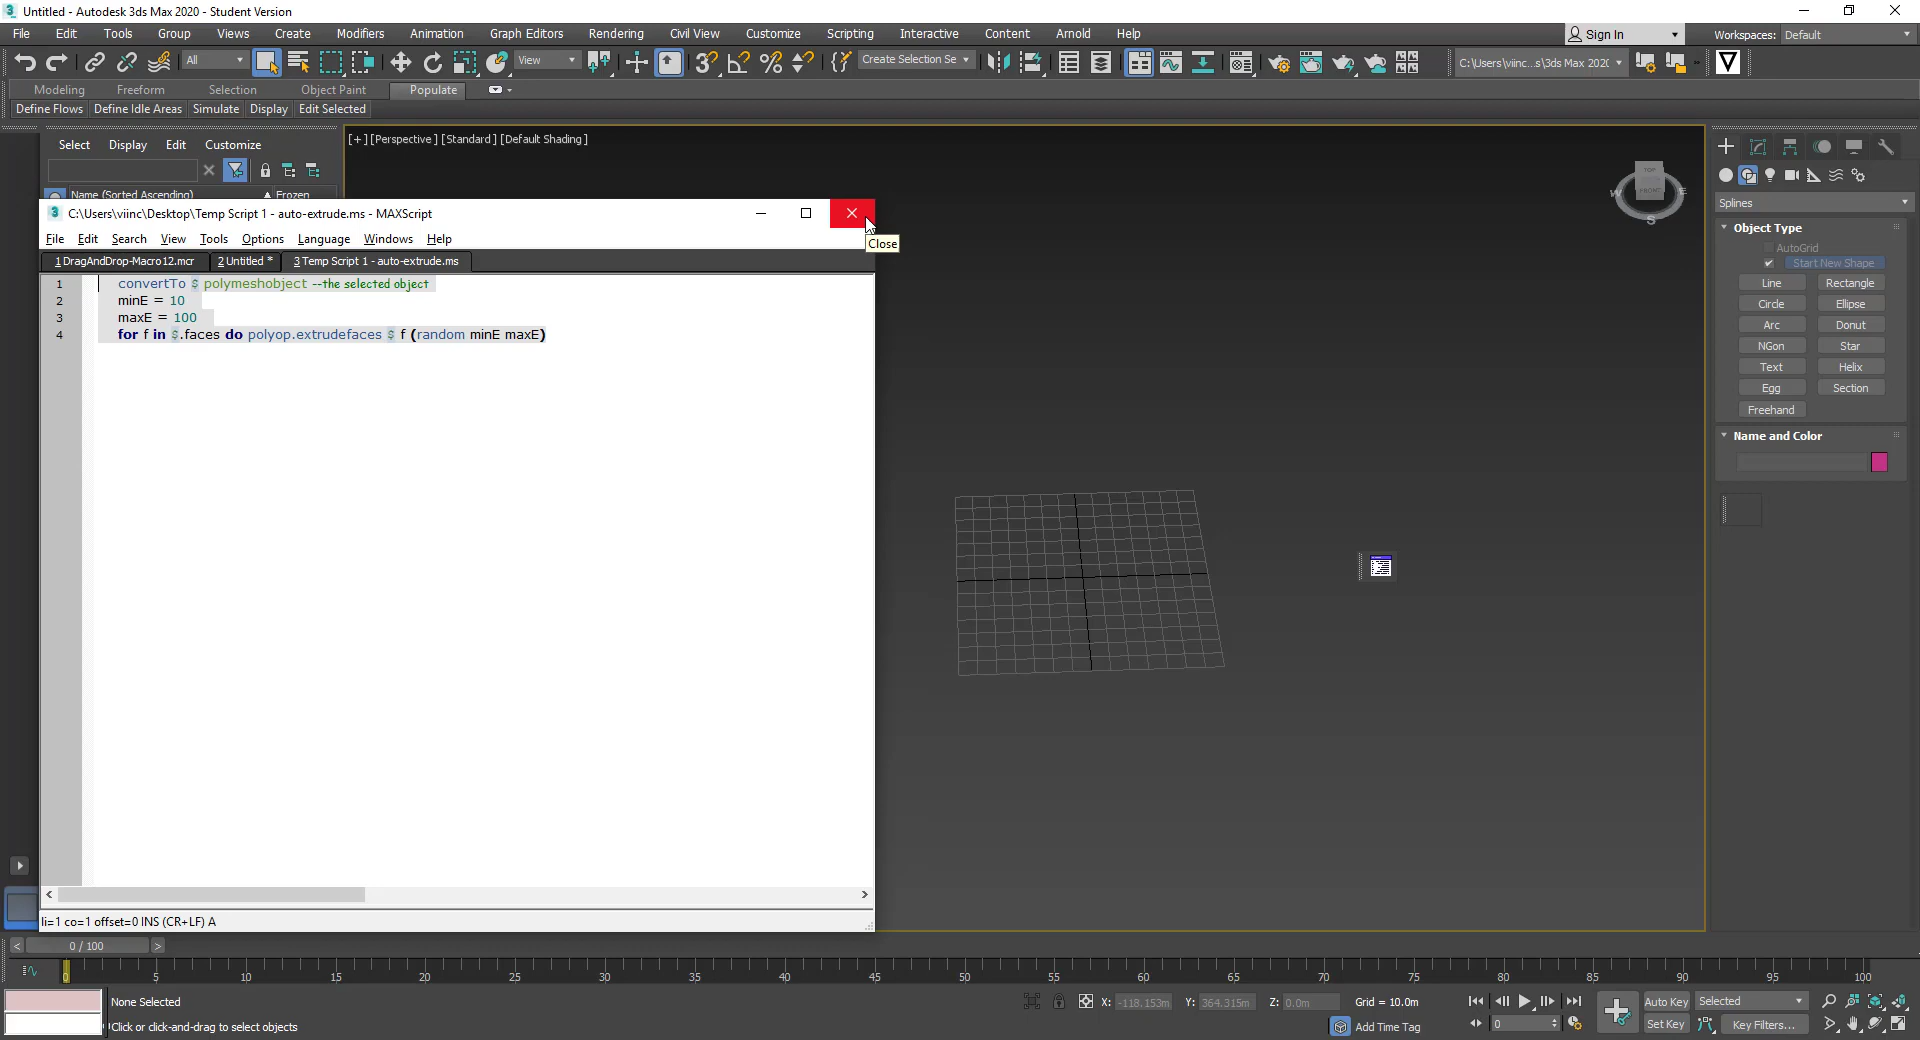 Untitled - Autodesk 3ds Max 2020 - Student Version
File Edit Tools Group Views Create Modifiers Animation Graph Editors Rendering Civil View Customize Scripting Interactive Content Arnold Help
Sign In Workspaces: Default
All View Create Selection Se C:\Users\viinc...s\3ds Max 202(
Modeling Freeform Selection Object Paint Populate
Define Flows Define Idle Areas Simulate Display Edit Selected
Select Display Edit Customize
[+] [Perspective ] [Standard ] [Default Shading ]
Name (Sorted Ascending) Frozen
C:\Users\viinc\Desktop\Temp Script 1 - auto-extrude.ms - MAXScript
File Edit Search View Tools Options Language Windows Help
Close
1 DragAndDrop-Macro12.mcr 2 Untitled * 3 Temp Script 1 - auto-extrude.ms
1 convertTo $ polymeshobject --the selected object
2 minE = 10
3 maxE = 100
4 for f in $.faces do polyop.extrudefaces $ f (random minE maxE)
li=1 co=1 offset=0 INS (CR+LF) A
TOP
FRONT
W E
S
Splines
Object Type
AutoGrid
Start New Shape
Line Rectangle
Circle Ellipse
Arc Donut
NGon Star
Text Helix
Egg Section
Freehand
Name and Color
< 0 / 100 >
0 5 10 15 20 25 30 35 40 45 50 55 60 65 70 75 80 85 90 95 100
None Selected X: -118.153m Y: 364.315m Z: 0.0m Grid = 10.0m Auto Key Selected
Click or click-and-drag to select objects Add Time Tag 0 Set Key Key Filters...